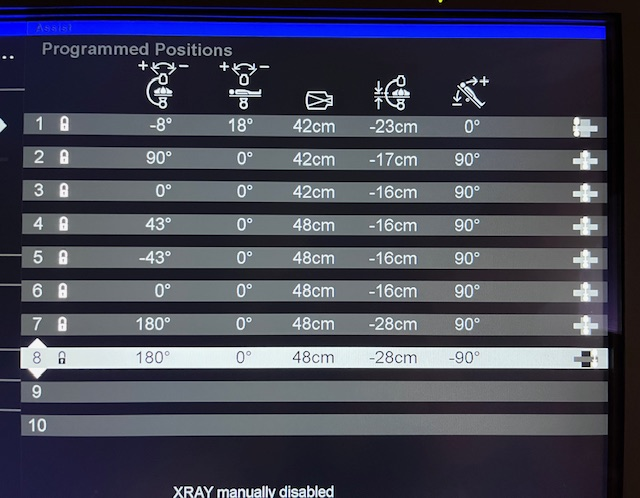 Programmed Positions
+ - + - +
1 -8° 18° 42cm -23cm 0°
2 90° 0° 42cm -17cm 90°
3 0° 0° 42cm -16cm 90°
4 43° 0° 48cm -16cm 90°
5 -43° 0° 48cm -16cm 90°
6 0° 0° 48cm -16cm 90°
7 180° 0° 48cm -28cm 90°
8 180° 0° 48cm -28cm -90°
9
10
XRAY manually disabled